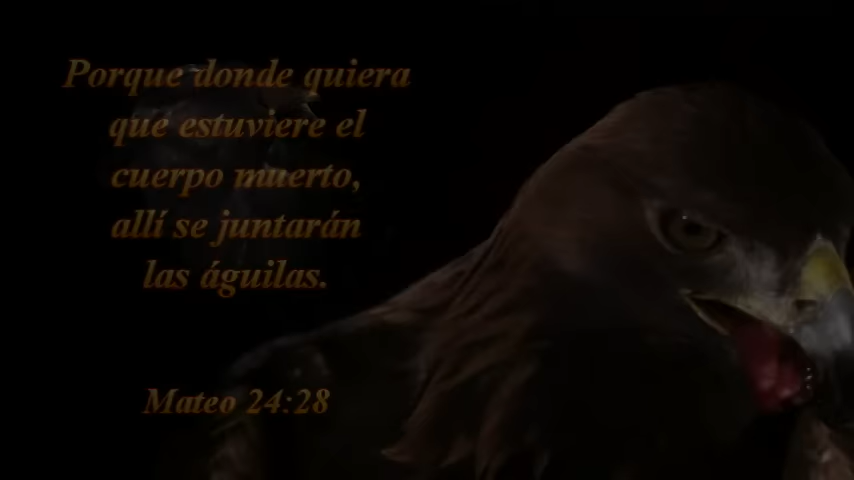 Porque donde quiera
que estuviere el
cuerpo muerto,
allí se juntarán
las águilas.
Mateo 24:28